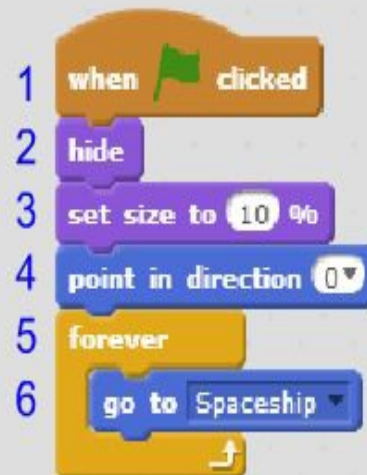 1 when clicked
2 hide
3 set size to 10 %
4 point in direction 0
5 forever
6 go to Spaceship